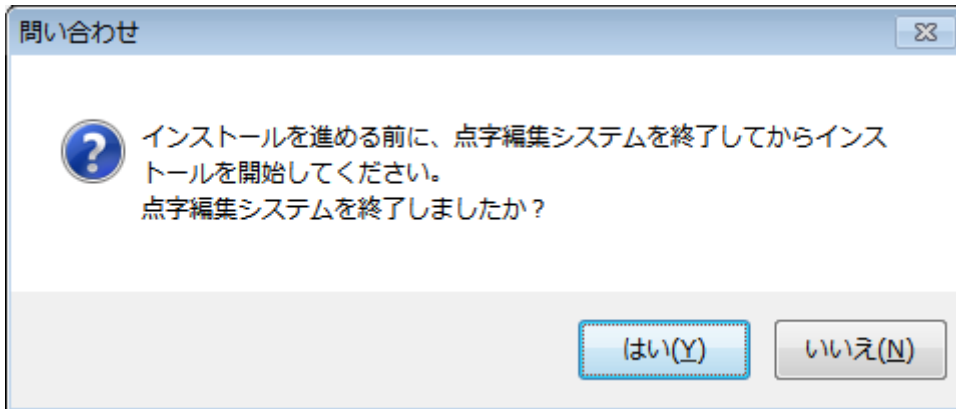 問い合わせ
インストールを進める前に、点字編集システムを終了してからインス
トールを開始してください。
点字編集システムを終了しましたか？
はい(Y)
いいえ(N)